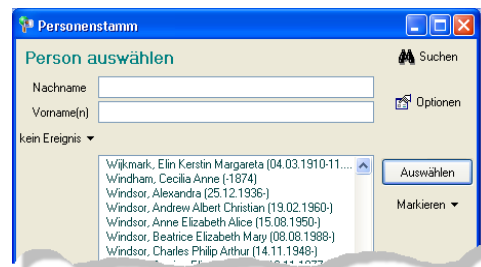 Personenstamm
Person auswählen
Suchen
Nachname
Vorname(n)
Optionen
kein Ereignis
Wijkmark, Elin Kerstin Margareta (04.03.1910-11....
Windham, Cecilia Anne (-1874)
Windsor, Alexandra (25.12.1936-)
Windsor, Andrew Albert Christian (19.02.1960-)
Windsor, Anne Elizabeth Alice (15.08.1950-)
Windsor, Beatrice Elizabeth Mary (08.08.1988-)
Windsor, Charles Philip Arthur (14.11.1948-)
Auswählen
Markieren